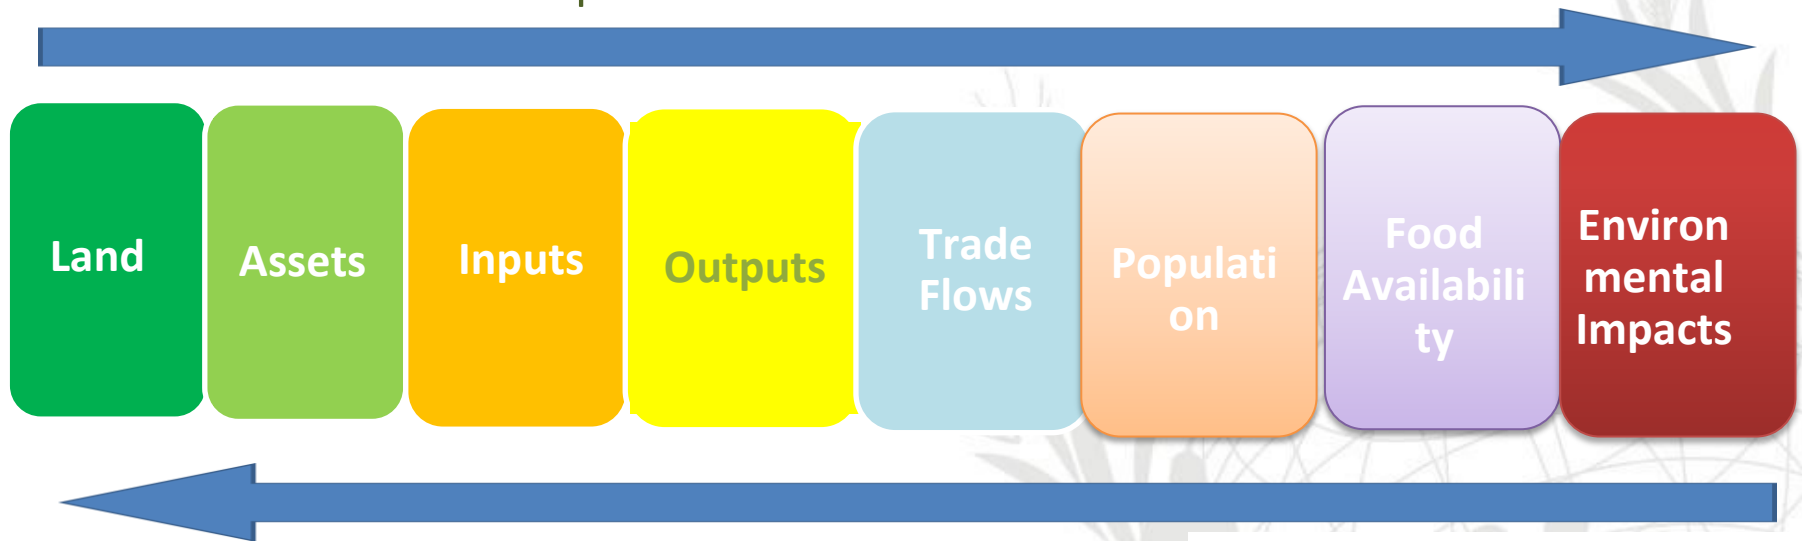 Land
Assets
Inputs
Outputs
Trade
Flows
Populati
on
Food
Availabili
ty
Environ
mental
Impacts